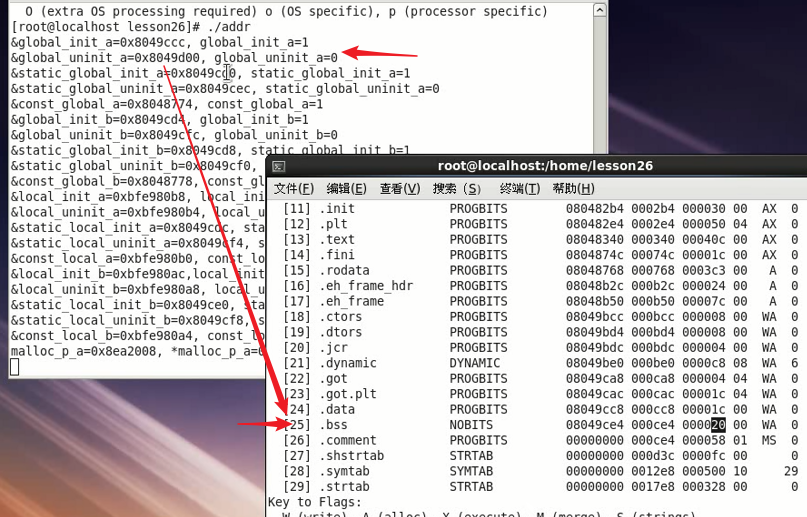 O (extra OS processing required) o (OS specific), p (processor specific)
[root@localhost lesson26]# ./addr
&global_init_a=0x8049ccc, global_init_a=1
&global_uninit_a=0x8049d00, global_uninit_a=0
&static_global_init_a=0x8049cd0, static_global_init_a=1
&static_global_uninit_a=0x8049cec, static_global_uninit_a=0
&const_global_a=0x8048774, const_global_a=1
&global_init_b=0x8049cd4, global_init_b=1
&global_uninit_b=0x8049cfc, global_uninit_b=0
&static_global_init_b=0x8049cd8, static_global_init_b=1
&static_global_uninit_b=0x8049cf0,
&const_global_b=0x8048778, const_gl
&local_init_a=0xbfe980b8, local_ini
&local_uninit_a=0xbfe980b4, local_u
&static_local_init_a=0x8049cdc, sta
&static_local_uninit_a=0x8049cf4, s
&const_local_a=0xbfe980b0, const_lo
&local_init_b=0xbfe980ac,local_init
&local_uninit_b=0xbfe980a8, local_u
&static_local_init_b=0x8049ce0, sta
&static_local_uninit_b=0x8049cf8, s
&const_local_b=0xbfe980a4, const_lo
malloc_p_a=0x8ea2008, *malloc_p_a=0
root@localhost:/home/lesson26
文件(F) 编辑(E) 查看(V) 搜索 (S) 终端(T) 帮助(H)
[11] .init PROGBITS 080482b4 0002b4 000030 00 AX 0
[12] .plt PROGBITS 080482e4 0002e4 000050 04 AX 0
[13] .text PROGBITS 08048340 000340 00040c 00 AX 0
[14] .fini PROGBITS 0804874c 00074c 00001c 00 AX 0
[15] .rodata PROGBITS 08048768 000768 0003c3 00 A 0
[16] .eh_frame_hdr PROGBITS 08048b2c 000b2c 000024 00 A 0
[17] .eh_frame PROGBITS 08048b50 000b50 00007c 00 A 0
[18] .ctors PROGBITS 08049bcc 000bcc 000008 00 WA 0
[19] .dtors PROGBITS 08049bd4 000bd4 000008 00 WA 0
[20] .jcr PROGBITS 08049bdc 000bdc 000004 00 WA 0
[21] .dynamic DYNAMIC 08049be0 000be0 0000c8 08 WA 6
[22] .got PROGBITS 08049ca8 000ca8 000004 04 WA 0
[23] .got.plt PROGBITS 08049cac 000cac 00001c 04 WA 0
[24] .data PROGBITS 08049cc8 000cc8 00001c 00 WA 0
[25] .bss NOBITS 08049ce4 000ce4 000020 00 WA 0
[26] .comment PROGBITS 00000000 000ce4 000058 01 MS 0
[27] .shstrtab STRTAB 00000000 000d3c 0000fc 00 0
[28] .symtab SYMTAB 00000000 0012e8 000500 10 29
[29] .strtab STRTAB 00000000 0017e8 000328 00 0
Key to Flags:
W (write), A (alloc), X (execute), M (merge), S (strings)